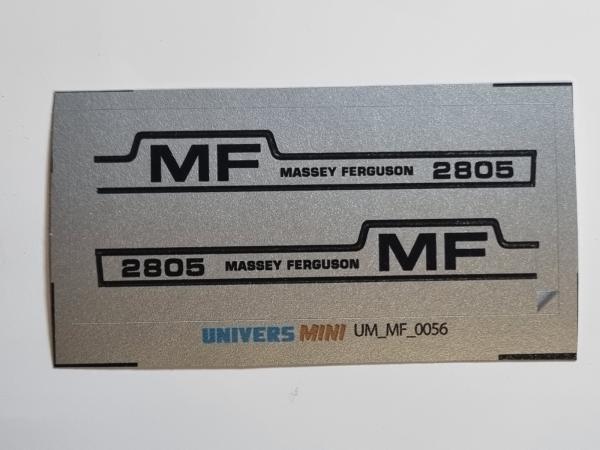 MF MASSEY FERGUSON 2805
2805 MASSEY FERGUSON MF
UNIVERS MINI UM_MF_0056